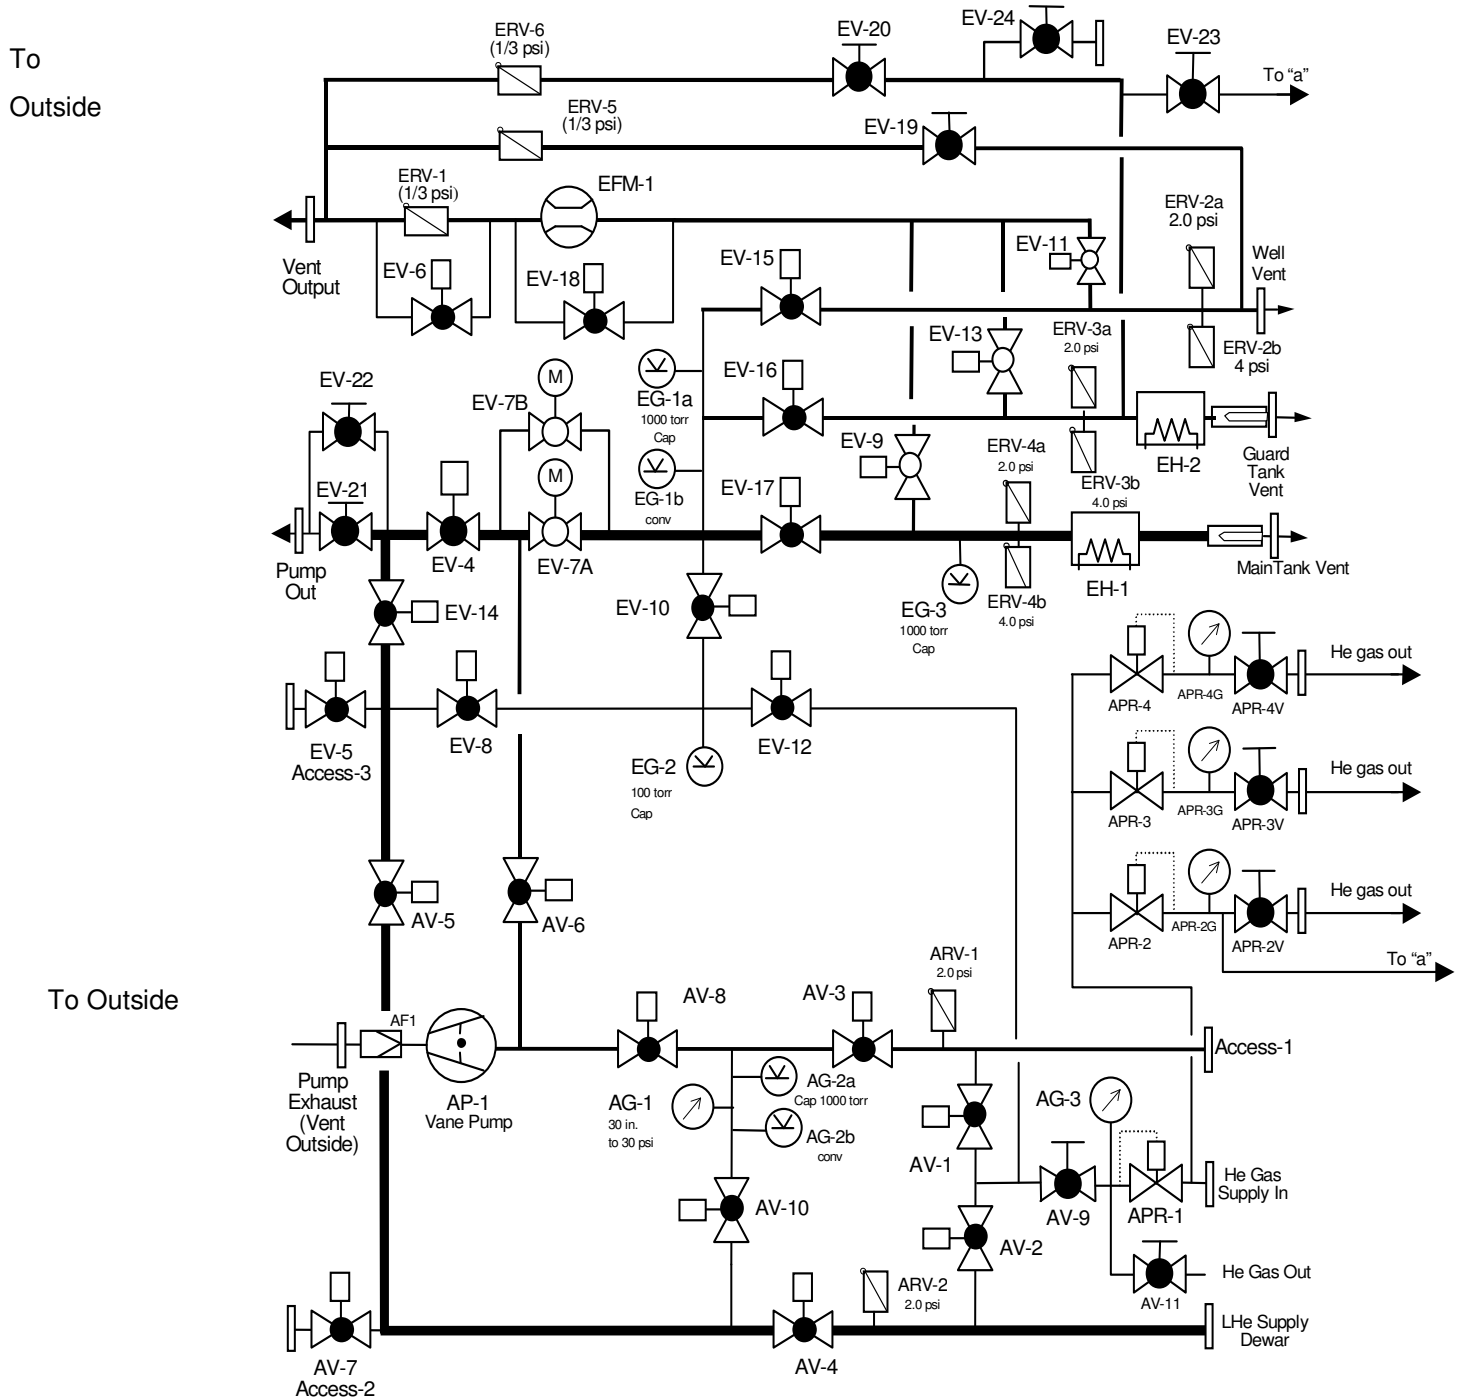 To
Outside
ERV-6
(1/3 psi)
EV-20
EV-24
EV-23
To “a”
ERV-5
(1/3 psi)
EV-19
ERV-1
(1/3 psi)
EFM-1
ERV-2a
2.0 psi
Vent
Output
EV-6
EV-18
EV-15
EV-11
Well
Vent
EV-13
ERV-3a
2.0 psi
ERV-2b
4 psi
EV-22
EV-7B
M
EG-1a
1000 torr
Cap
EV-16
EV-9
ERV-4a
2.0 psi
EH-2
Guard
Tank
Vent
EV-21
M
EG-1b
conv
EV-17
ERV-3b
4.0 psi
Pump
Out
EV-4
EV-7A
MainTank Vent
EV-14
EV-10
EG-3
1000 torr
Cap
ERV-4b
4.0 psi
EH-1
He gas out
APR-4
APR-4G
APR-4V
EV-5
Access-3
EV-8
EV-12
EG-2
100 torr
Cap
He gas out
APR-3
APR-3G
APR-3V
He gas out
AV-5
AV-6
APR-2
APR-2G
APR-2V
To “a”
To Outside
ARV-1
2.0 psi
AV-8
AV-3
AF1
Access-1
Pump
Exhaust
(Vent
Outside)
AP-1
Vane Pump
AG-1
30 in.
to 30 psi
AG-2a
Cap 1000 torr
AG-2b
conv
AG-3
AV-1
He Gas
Supply In
AV-10
AV-9
APR-1
AV-2
He Gas Out
AV-11
ARV-2
2.0 psi
LHe Supply
Dewar
AV-7
Access-2
AV-4